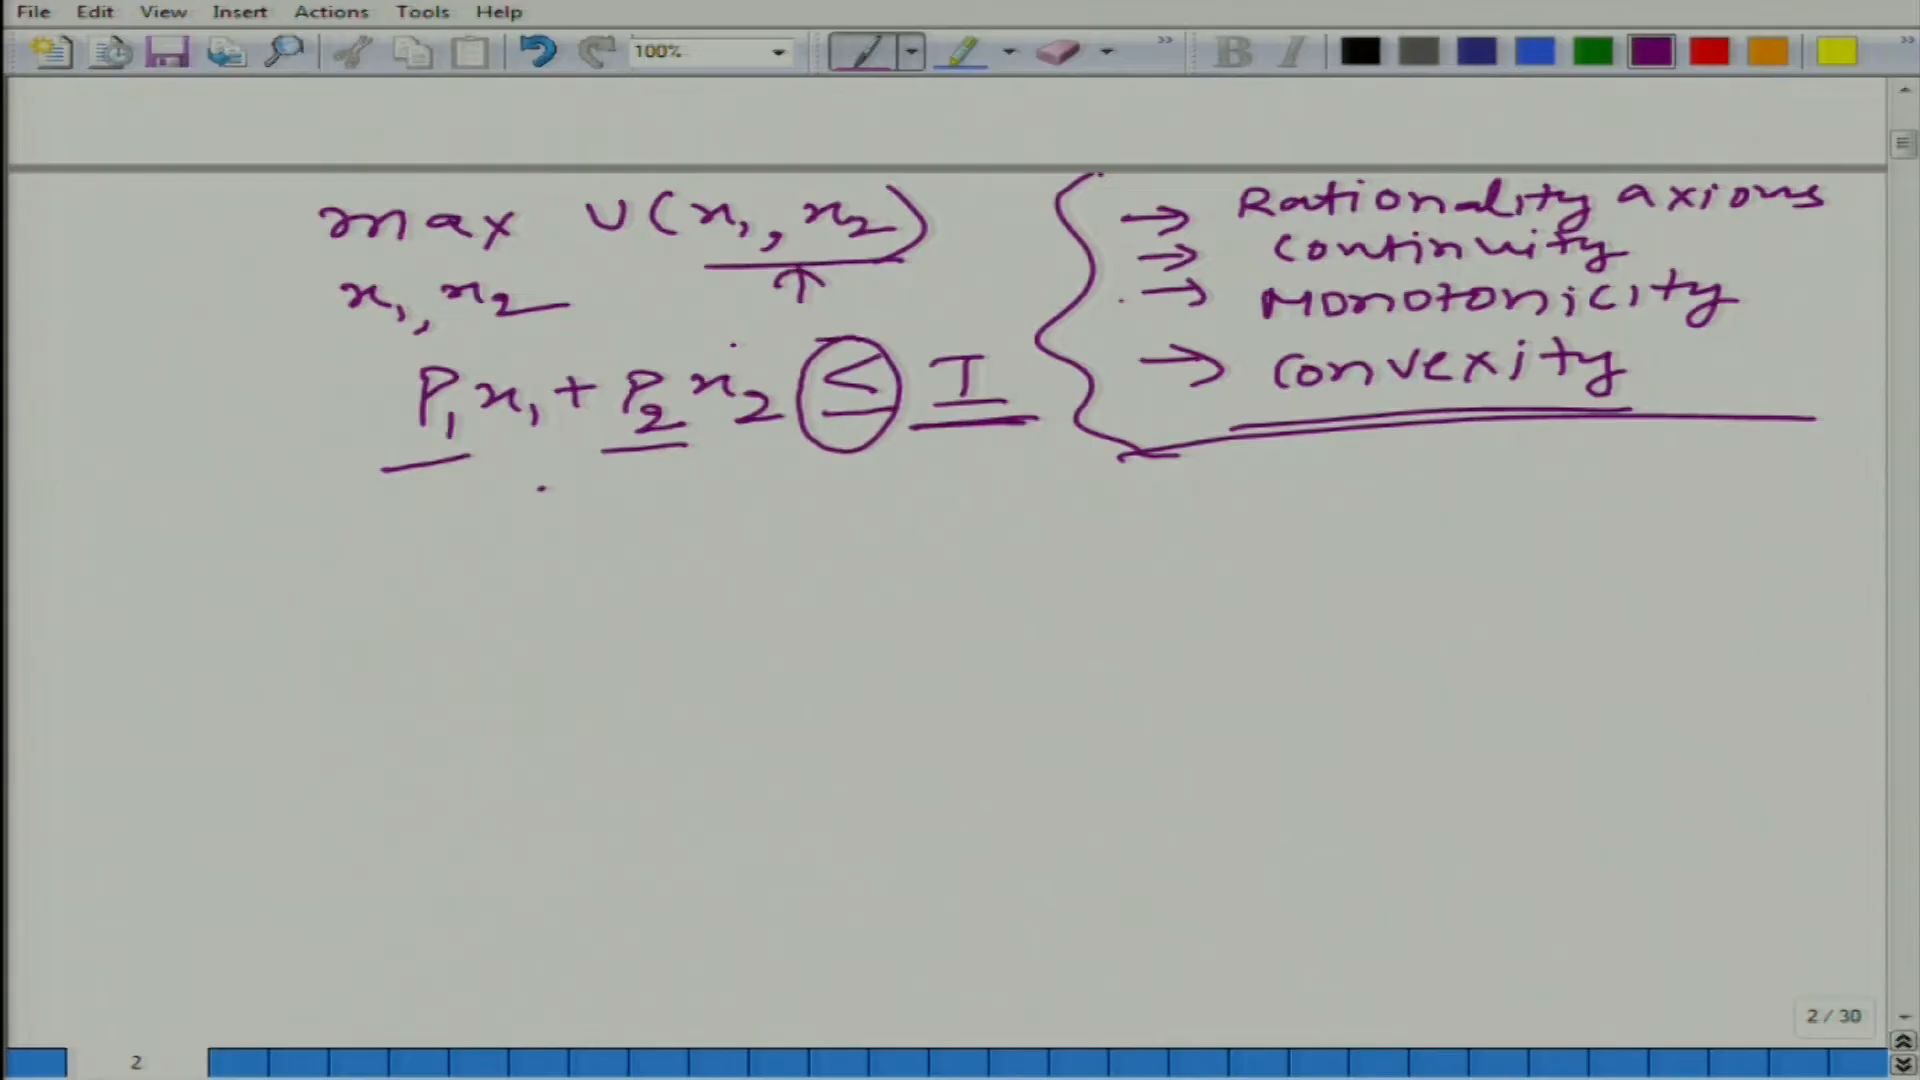 File Edit View Insert Actions Tools Help
100%
B I
max U(x₁, x₂)
x₁, x₂
P₁x₁ + P₂x₂ ≤ I
→ Rationality axioms
→ continuity
→ Monotonicity
→ convexity
2 / 30
2